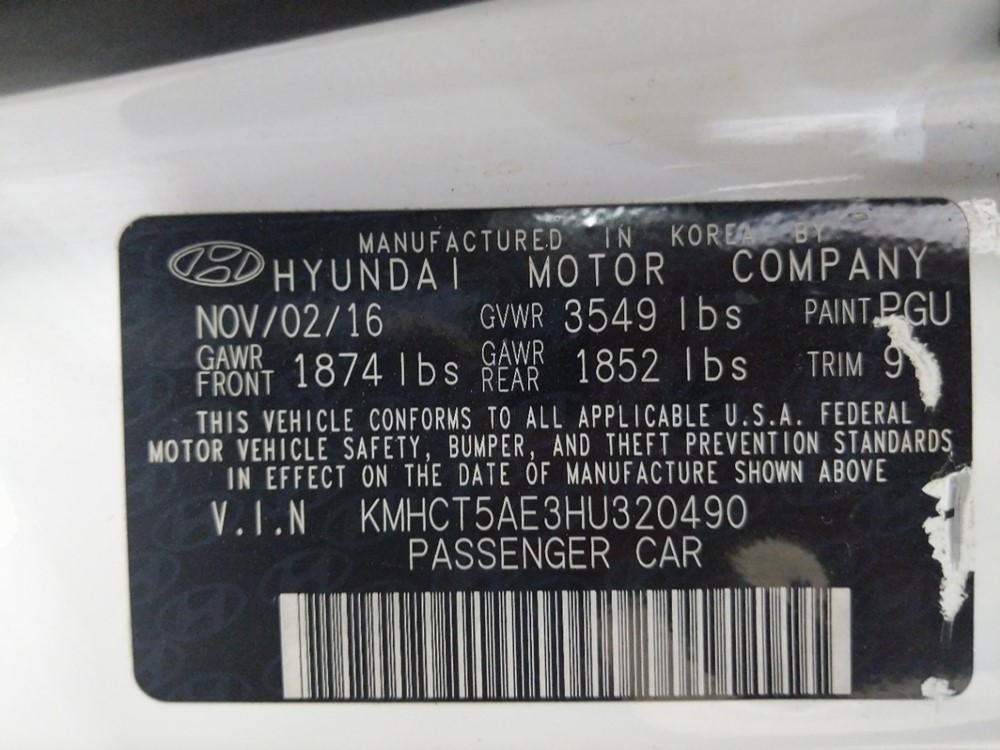 MANUFACTURED IN KOREA BY
HYUNDAI MOTOR COMPANY
NOV/02/16 GVWR 3549 lbs PAINT PGU
GAWR FRONT 1874 lbs GAWR REAR 1852 lbs TRIM 9
THIS VEHICLE CONFORMS TO ALL APPLICABLE U.S.A. FEDERAL
MOTOR VEHICLE SAFETY, BUMPER, AND THEFT PREVENTION STANDARDS
IN EFFECT ON THE DATE OF MANUFACTURE SHOWN ABOVE
V.I.N KMHCT5AE3HU320490
PASSENGER CAR